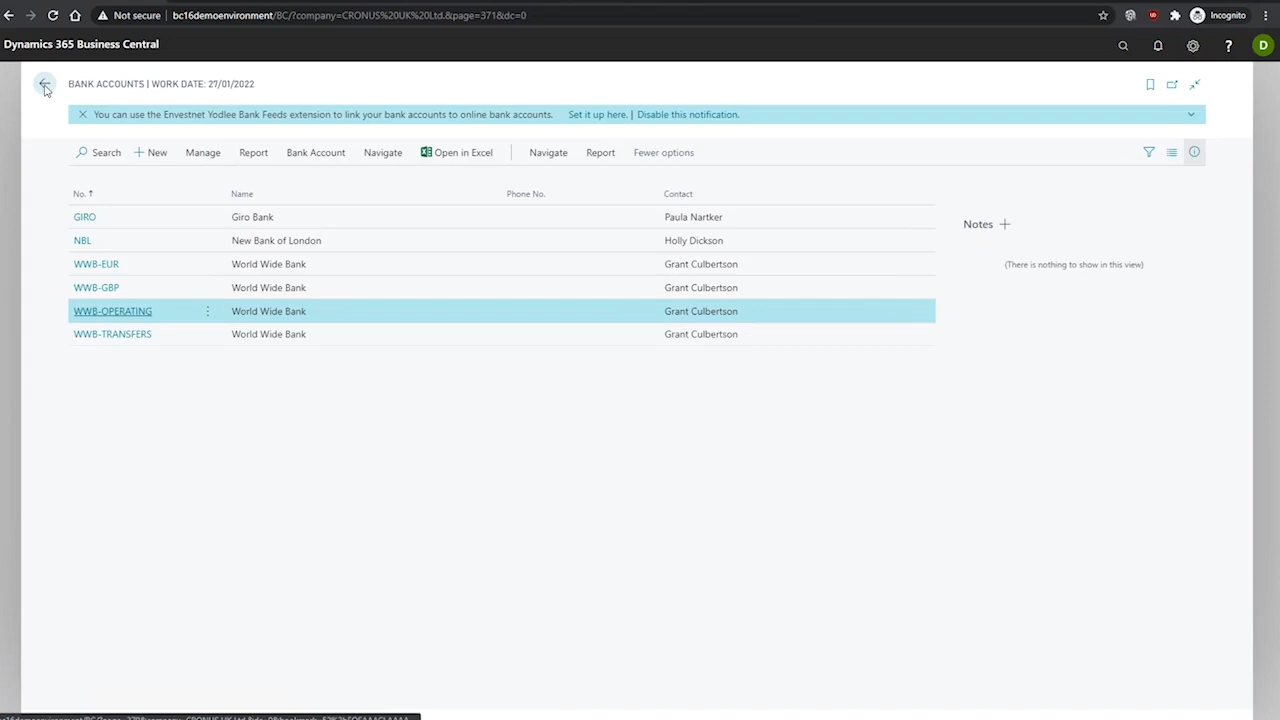 Not secure bc16demoenvironment/BC/?company=CRONUS%20UK%20Ltd.&page=371&dc=0 Incognito
Dynamics 365 Business Central ? D
BANK ACCOUNTS | WORK DATE: 27/01/2022
You can use the Envestnet Yodlee Bank Feeds extension to link your bank accounts to online bank accounts. Set it up here. | Disable this notification.
Search New Manage Report Bank Account Navigate Open in Excel Navigate Report Fewer options
No. ↑ Name Phone No. Contact
GIRO Giro Bank Paula Nartker
NBL New Bank of London Holly Dickson
WWB-EUR World Wide Bank Grant Culbertson
WWB-GBP World Wide Bank Grant Culbertson
WWB-OPERATING World Wide Bank Grant Culbertson
WWB-TRANSFERS World Wide Bank Grant Culbertson
Notes
(There is nothing to show in this view)